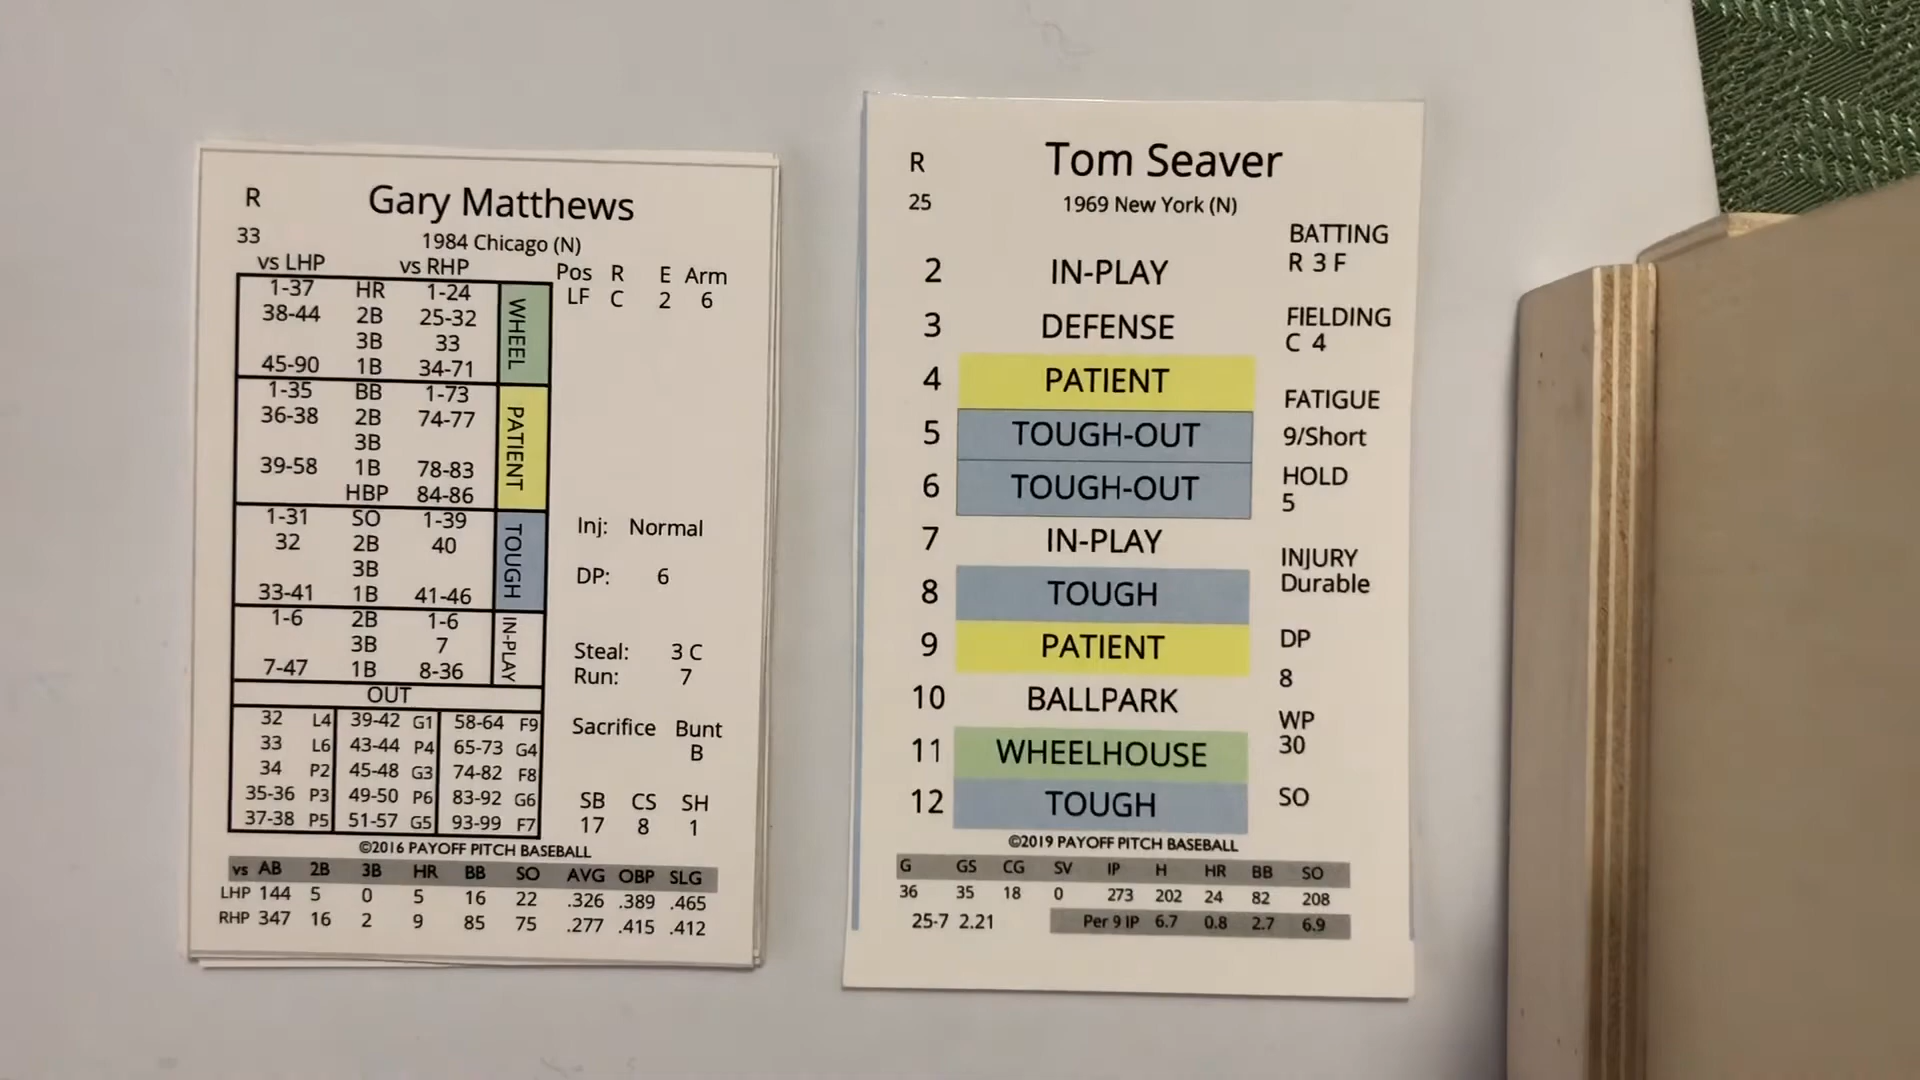 R Gary Matthews
33 1984 Chicago (N)
vs LHP vs RHP
Pos R E Arm
LF C 2 6
1-37 HR 1-24
38-44 2B 25-32
3B 33
45-90 1B 34-71
WHEEL
1-35 BB 1-73
36-38 2B 74-77
3B
39-58 1B 78-83
HBP 84-86
PATIENT
1-31 SO 1-39
32 2B 40
3B
33-41 1B 41-46
TOUGH
1-6 2B 1-6
3B 7
7-47 1B 8-36
IN-PLAY
Inj: Normal
DP: 6
Steal: 3 C
Run: 7
Sacrifice Bunt
B
OUT
32 L4 39-42 G1 58-64 F9
33 L6 43-44 P4 65-73 G4
34 P2 45-48 G3 74-82 F8
35-36 P3 49-50 P6 83-92 G6
37-38 P5 51-57 G5 93-99 F7
SB CS SH
17 8 1
©2016 PAYOFF PITCH BASEBALL
vs AB 2B 3B HR BB SO AVG OBP SLG
LHP 144 5 0 5 16 22 .326 .389 .465
RHP 347 16 2 9 85 75 .277 .415 .412
R Tom Seaver
25 1969 New York (N)
2 IN-PLAY
3 DEFENSE
4 PATIENT
5 TOUGH-OUT
6 TOUGH-OUT
7 IN-PLAY
8 TOUGH
9 PATIENT
10 BALLPARK
11 WHEELHOUSE
12 TOUGH
BATTING
R 3 F
FIELDING
C 4
FATIGUE
9/Short
HOLD
5
INJURY
Durable
DP
8
WP
30
SO
©2019 PAYOFF PITCH BASEBALL
G GS CG SV IP H HR BB SO
36 35 18 0 273 202 24 82 208
25-7 2.21 Per 9 IP 6.7 0.8 2.7 6.9